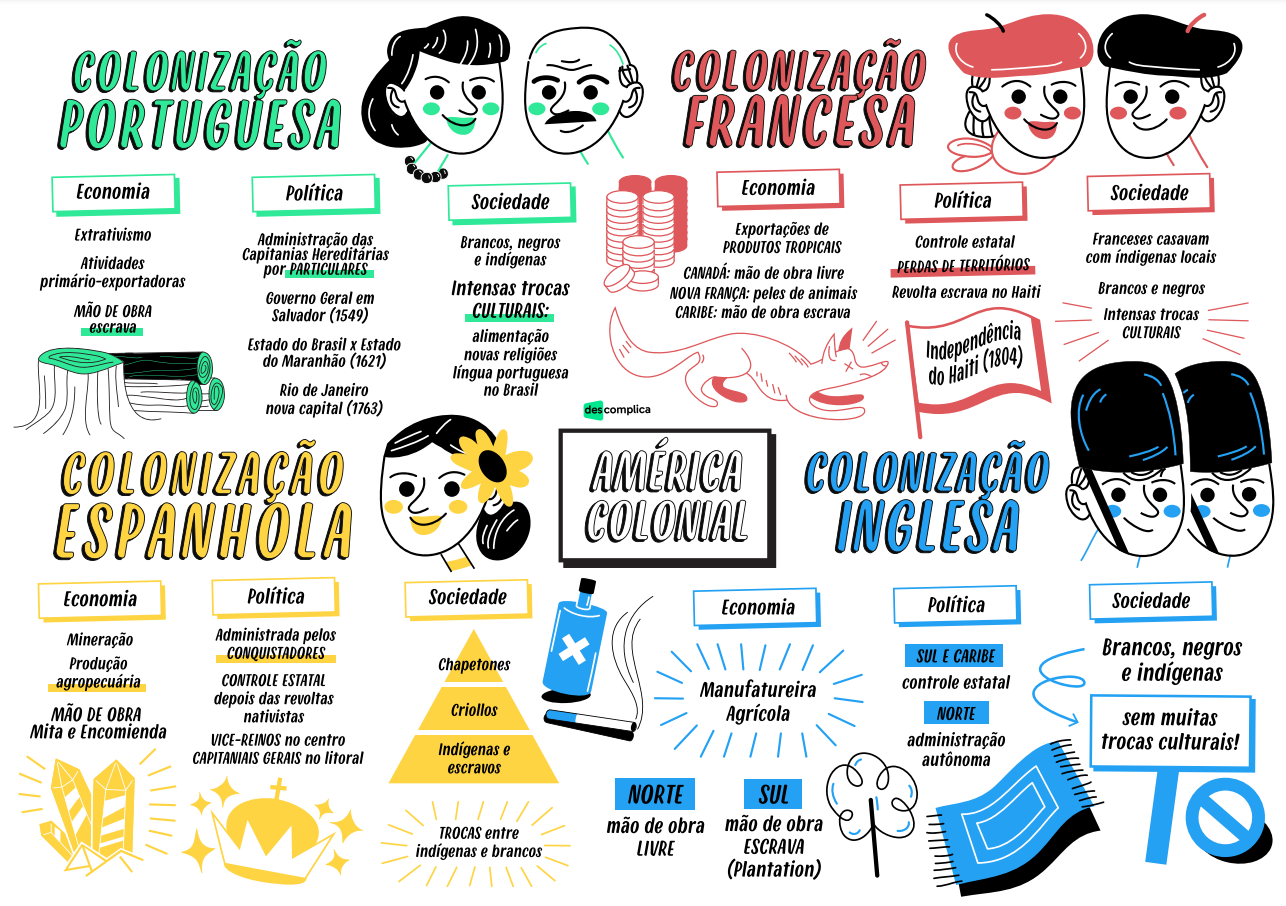 COLONIZAÇÃO
PORTUGUESA
Economia
Extrativismo
Atividades
primário-exportadoras
MÃO DE OBRA
escrava
Política
Administração das
Capitanias Hereditárias
por PARTICULARES
Governo Geral em
Salvador (1549)
Estado do Brasil x Estado
do Maranhão (1621)
Rio de Janeiro
nova capital (1763)
Sociedade
Brancos, negros
e indígenas
Intensas trocas
CULTURAIS:
alimentação
novas religiões
língua portuguesa
no Brasil
COLONIZAÇÃO
FRANCESA
Economia
Exportações de
PRODUTOS TROPICAIS
CANADÁ: mão de obra livre
NOVA FRANÇA: peles de animais
CARIBE: mão de obra escrava
Política
Controle estatal
PERDAS DE TERRITÓRIOS
Revolta escrava no Haiti
Independência
do Haiti (1804)
Sociedade
Franceses casavam
com índigenas locais
Brancos e negros
Intensas trocas
CULTURAIS
descomplica
AMÉRICA
COLONIAL
COLONIZAÇÃO
ESPANHOLA
Economia
Mineração
Produção
agropecuária
MÃO DE OBRA
Mita e Encomienda
Política
Administrada pelos
CONQUISTADORES
CONTROLE ESTATAL
depois das revoltas
nativistas
VICE-REINOS no centro
CAPITANIAIS GERAIS no litoral
Sociedade
Chapetones
Criollos
Indígenas e
escravos
TROCAS entre
indígenas e brancos
COLONIZAÇÃO
INGLESA
Economia
Manufatureira
Agrícola
NORTE
mão de obra
LIVRE
SUL
mão de obra
ESCRAVA
(Plantation)
Política
SUL E CARIBE
controle estatal
NORTE
administração
autônoma
Sociedade
Brancos, negros
e indígenas
sem muitas
trocas culturais!